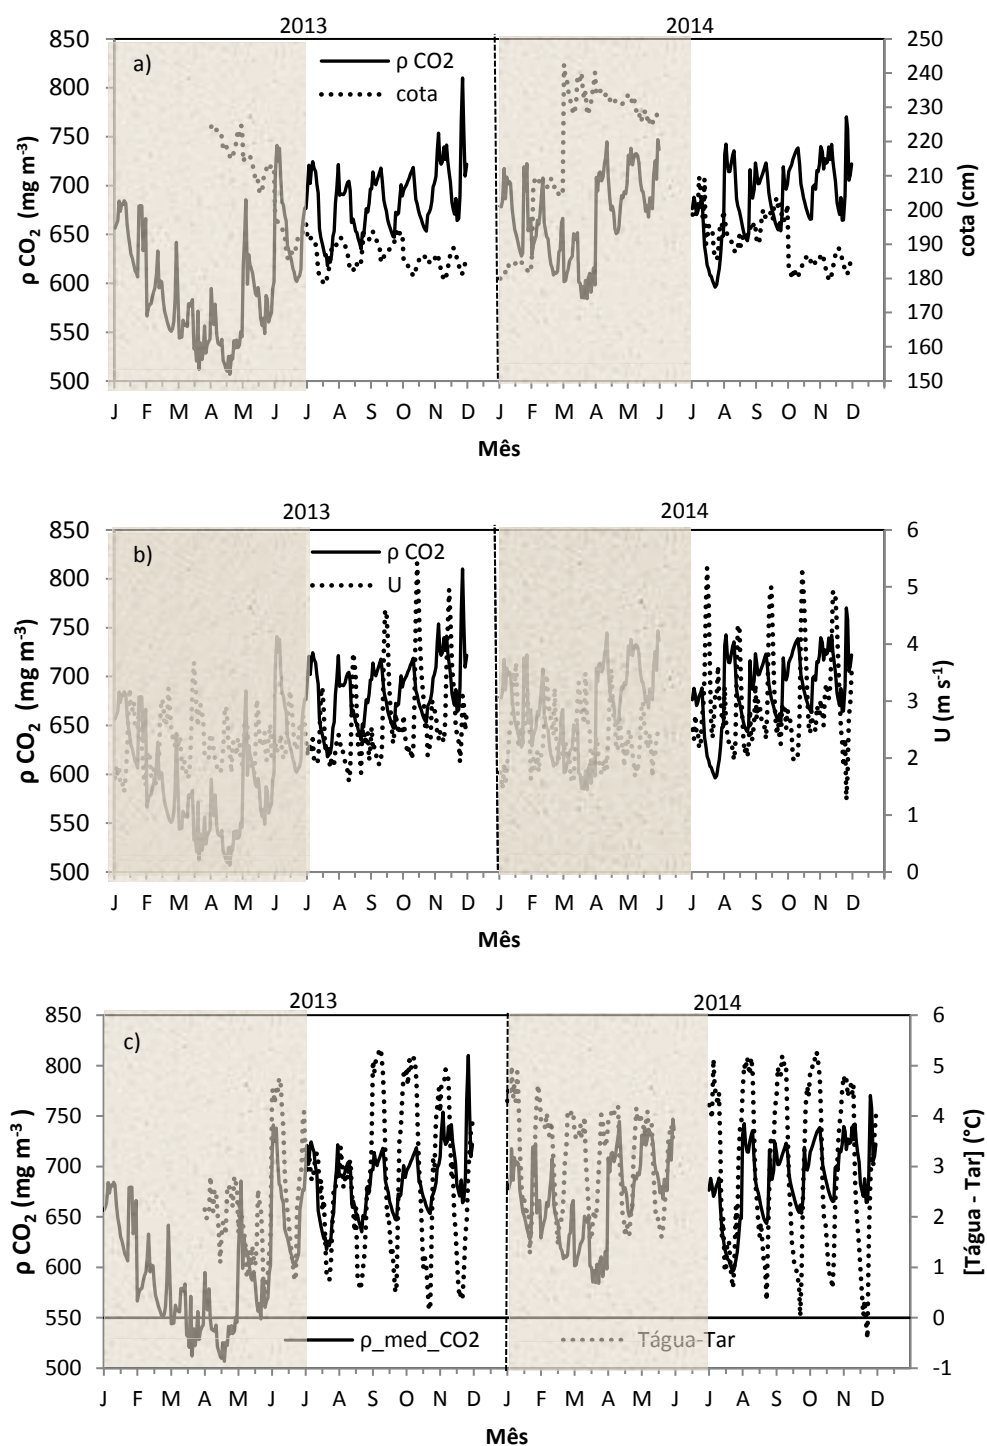 2013 2014
a)
ρ CO2
cota
850
800
750
700
650
600
550
500
ρ CO2 (mg m-3)
250
240
230
220
210
200
190
180
170
160
150
cota (cm)
J F M A M J J A S O N D J F M A M J J A S O N D
Mês
2013 2014
b)
ρ CO2
U
850
800
750
700
650
600
550
500
ρ CO2 (mg m-3)
6
5
4
3
2
1
0
U (m s-1)
J F M A M J J A S O N D J F M A M J J A S O N D
Mês
2013 2014
c)
850
800
750
700
650
600
550
500
ρ CO2 (mg m-3)
6
5
4
3
2
1
0
-1
[Tágua - Tar] (°C)
ρ_med_CO2 Tágua-Tar
J F M A M J J A S O N D J F M A M J J A S O N D
Mês